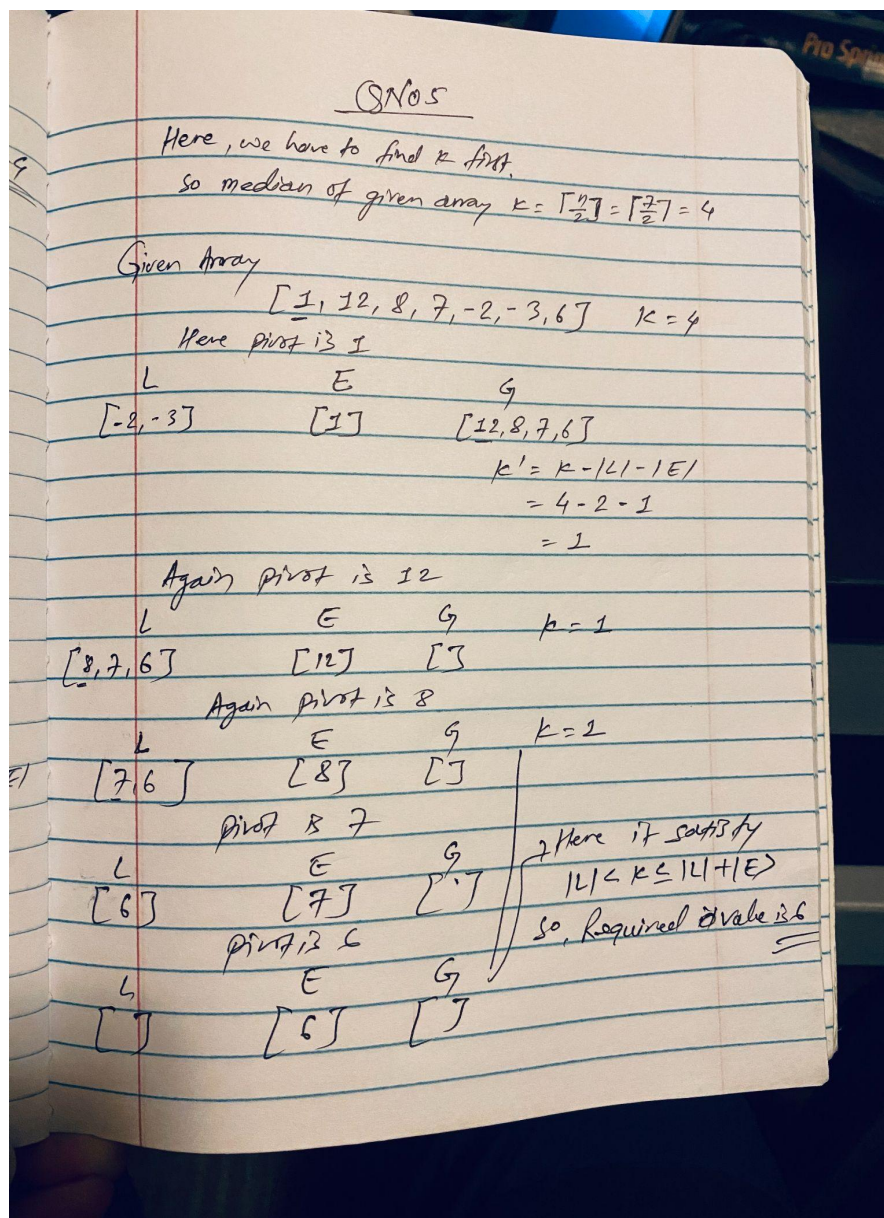 Pro Sp
QNO5
Here, we have to find k first.
So median of given array k = ⌈n/2⌉ = ⌈7/2⌉ = 4
Given Array
[1, 12, 8, 7, -2, -3, 6] K = 4
Here pivot is 1
L E G
[-2, -3] [1] [12, 8, 7, 6]
k' = k - |L| - |E|
= 4 - 2 - 1
= 1
Again pivot is 12
L E G k = 1
[8, 7, 6] [12] []
Again pivot is 8
L E G k = 1
[7, 6] [8] []
pivot is 7
L E G Here it satisfy
[6] [7] [] |L| < K ≤ |L| + |E|
pivot is 6 So, Required value is 6
L E G
[ ] [6] [ ]